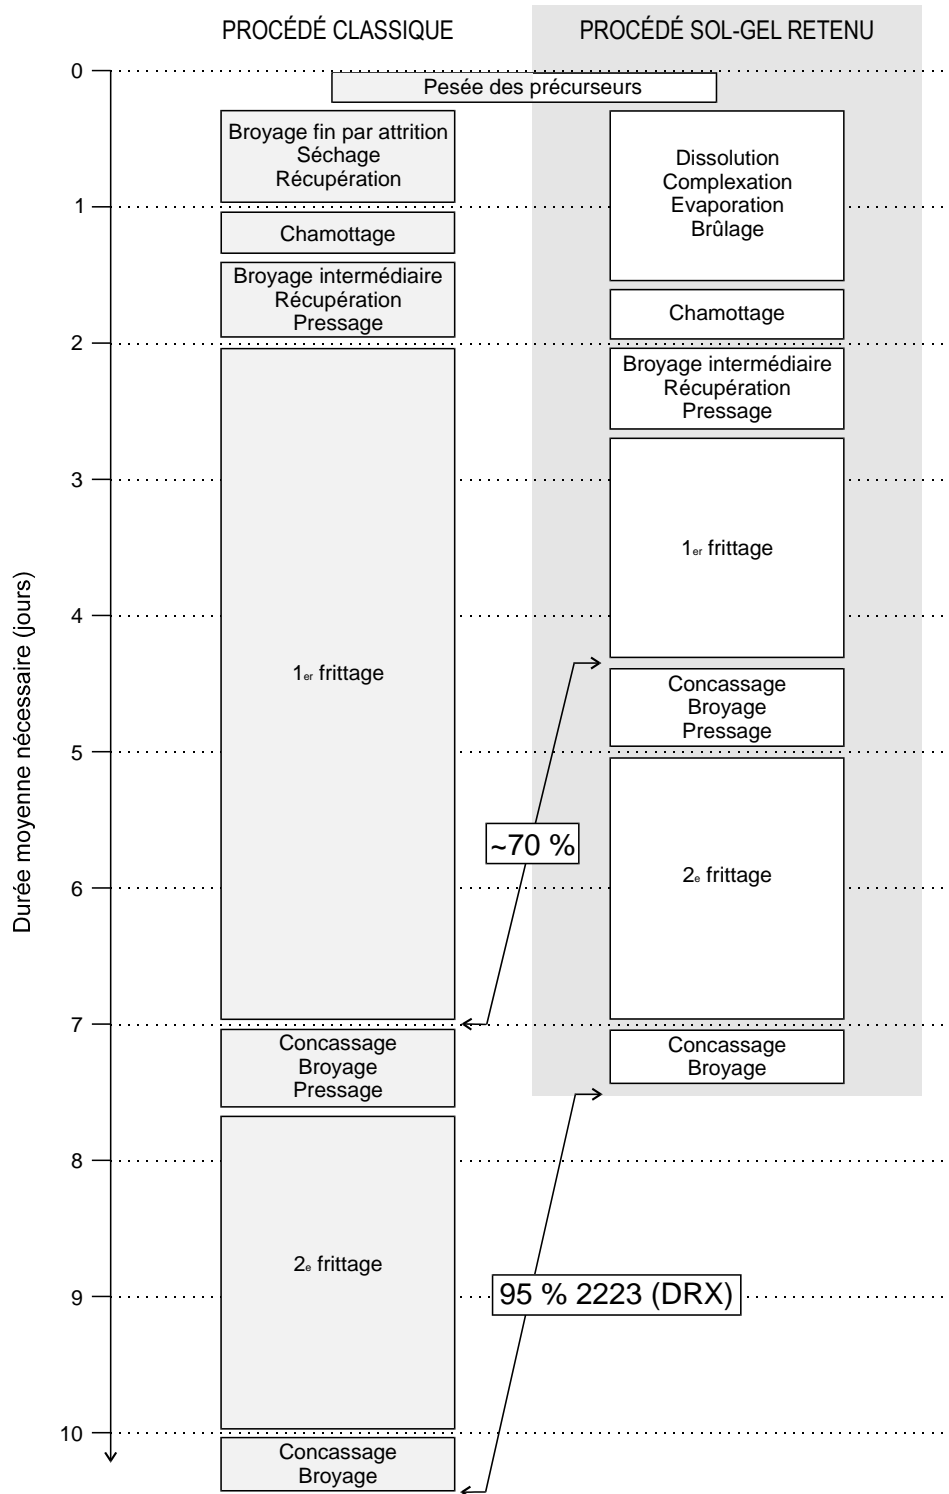 PROCÉDÉ CLASSIQUE
PROCÉDÉ SOL-GEL RETENU
Durée moyenne nécessaire (jours)
0
1
2
3
4
5
6
7
8
9
10
Pesée des précurseurs
Broyage fin par attrition
Séchage
Récupération
Chamottage
Broyage intermédiaire
Récupération
Pressage
1er frittage
Concassage
Broyage
Pressage
2e frittage
Concassage
Broyage
Dissolution
Complexation
Evaporation
Brûlage
Chamottage
Broyage intermédiaire
Récupération
Pressage
1er frittage
Concassage
Broyage
Pressage
2e frittage
Concassage
Broyage
~70 %
95 % 2223 (DRX)